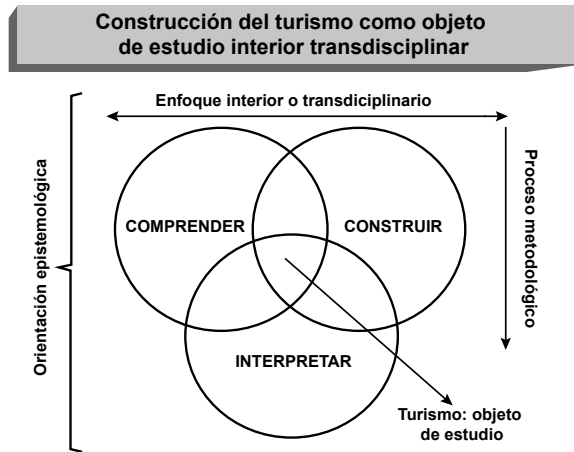 Construcción del turismo como objeto
de estudio interior transdisciplinar
Enfoque interior o transdiciplinario
Orientación epistemológica
COMPRENDER
CONSTRUIR
Proceso metodológico
INTERPRETAR
Turismo: objeto
de estudio